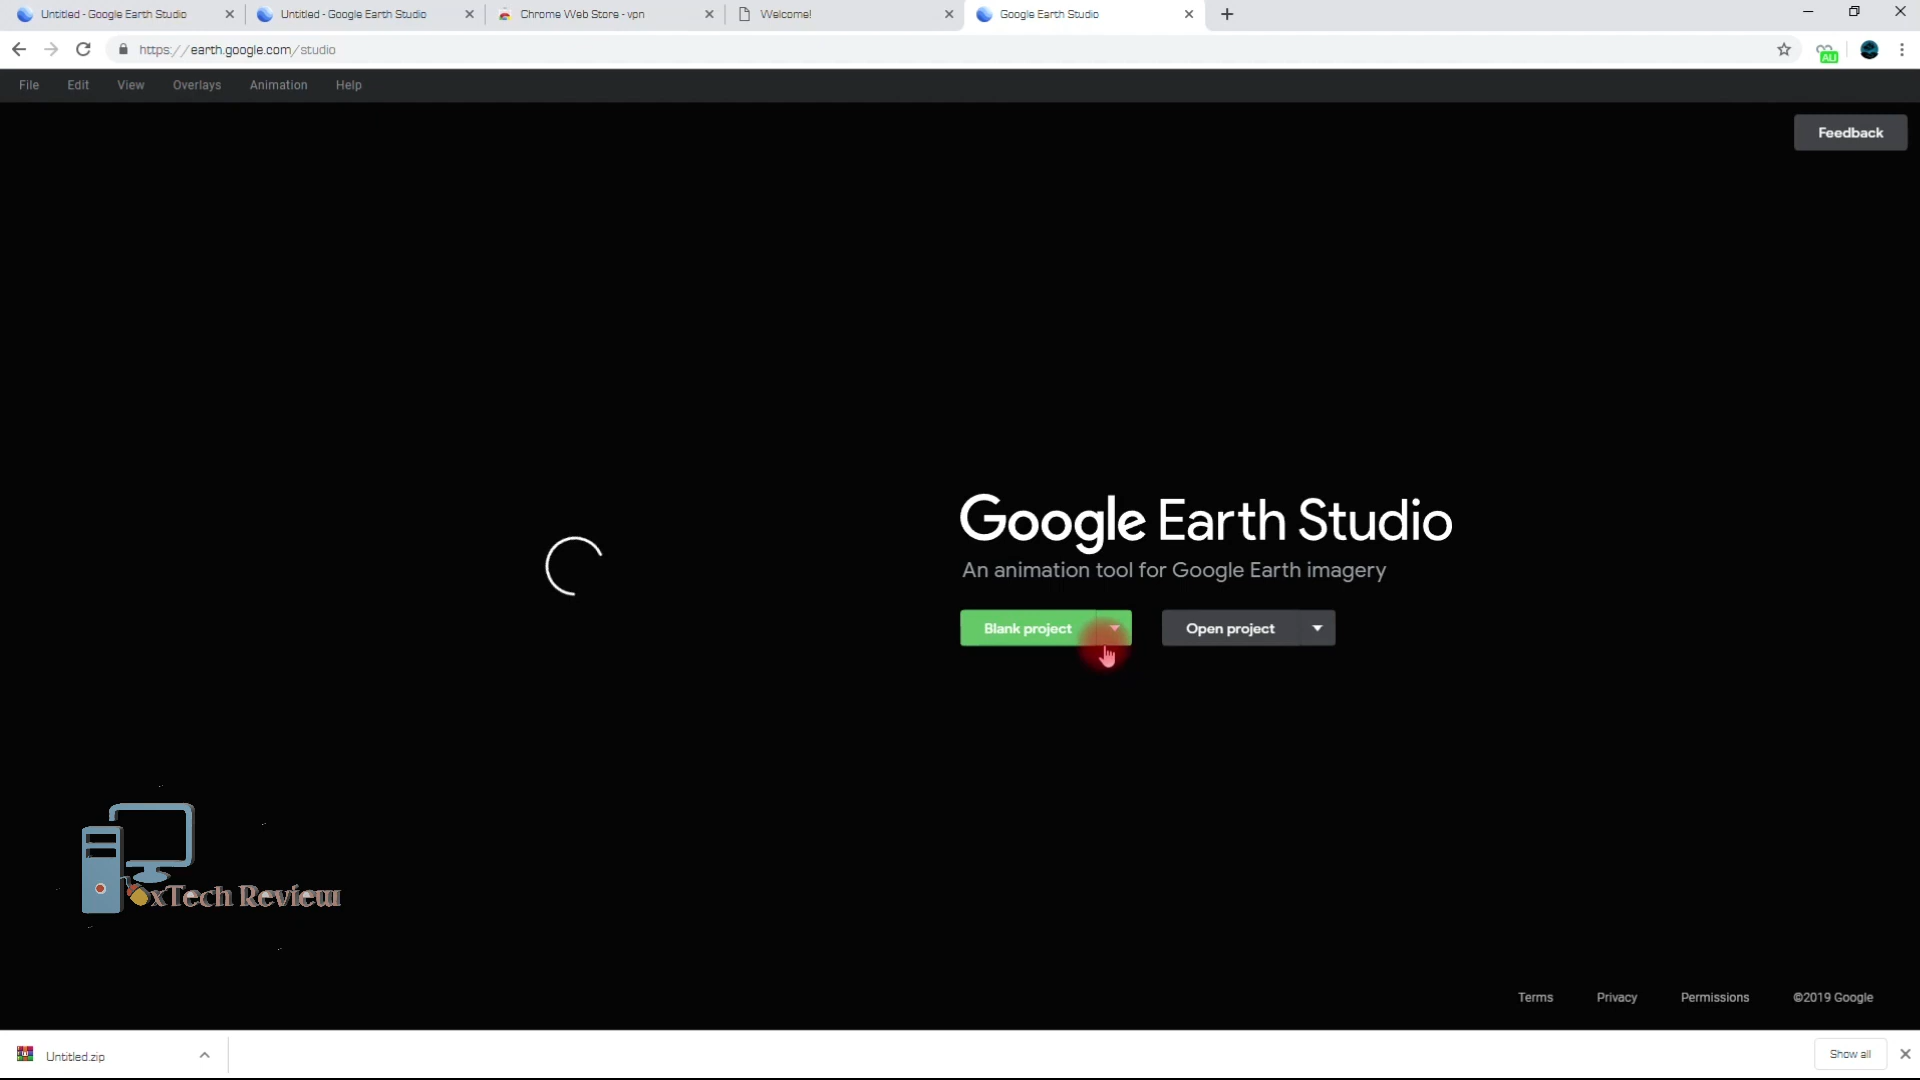 Untitled - Google Earth Studio
Untitled - Google Earth Studio
Chrome Web Store - vpn
Welcome!
Google Earth Studio
https://earth.google.com/studio
AU
File Edit View Overlays Animation Help
Feedback
Google Earth Studio
An animation tool for Google Earth imagery
Blank project
Open project
xTech Review
Terms Privacy Permissions ©2019 Google
Untitled.zip
Show all